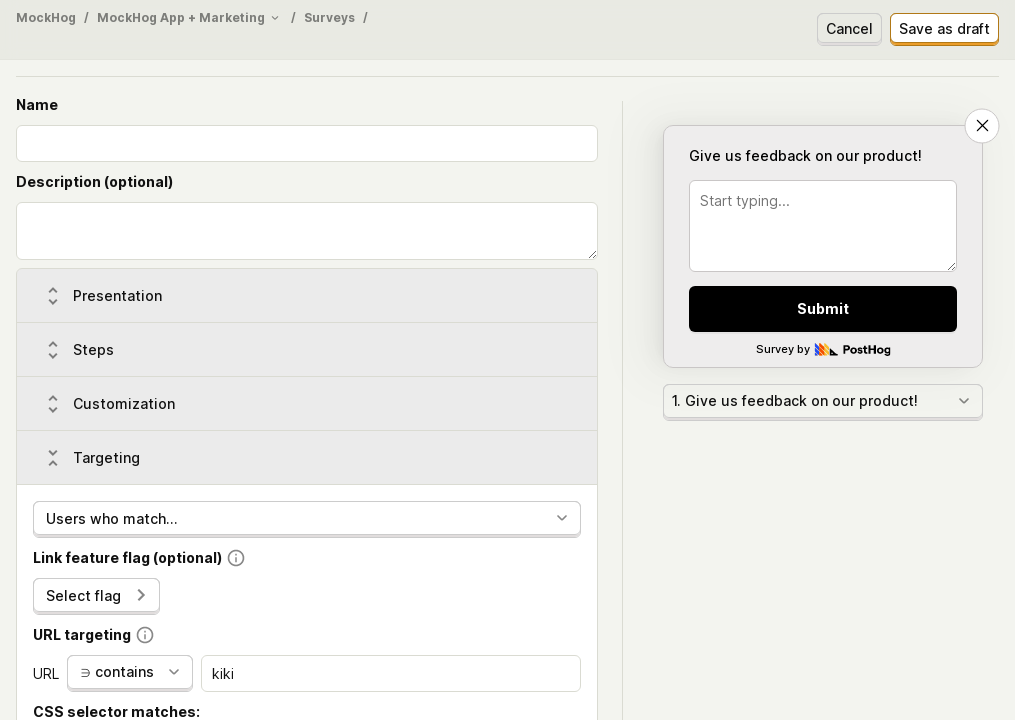 MockHog / MockHog App + Marketing / Surveys /
Cancel
Save as draft
Name
Description (optional)
Presentation
Steps
Customization
Targeting
Users who match...
Link feature flag (optional)
Select flag
URL targeting
URL
∋ contains
kiki
CSS selector matches:
Give us feedback on our product!
Start typing...
Submit
Survey by PostHog
1. Give us feedback on our product!